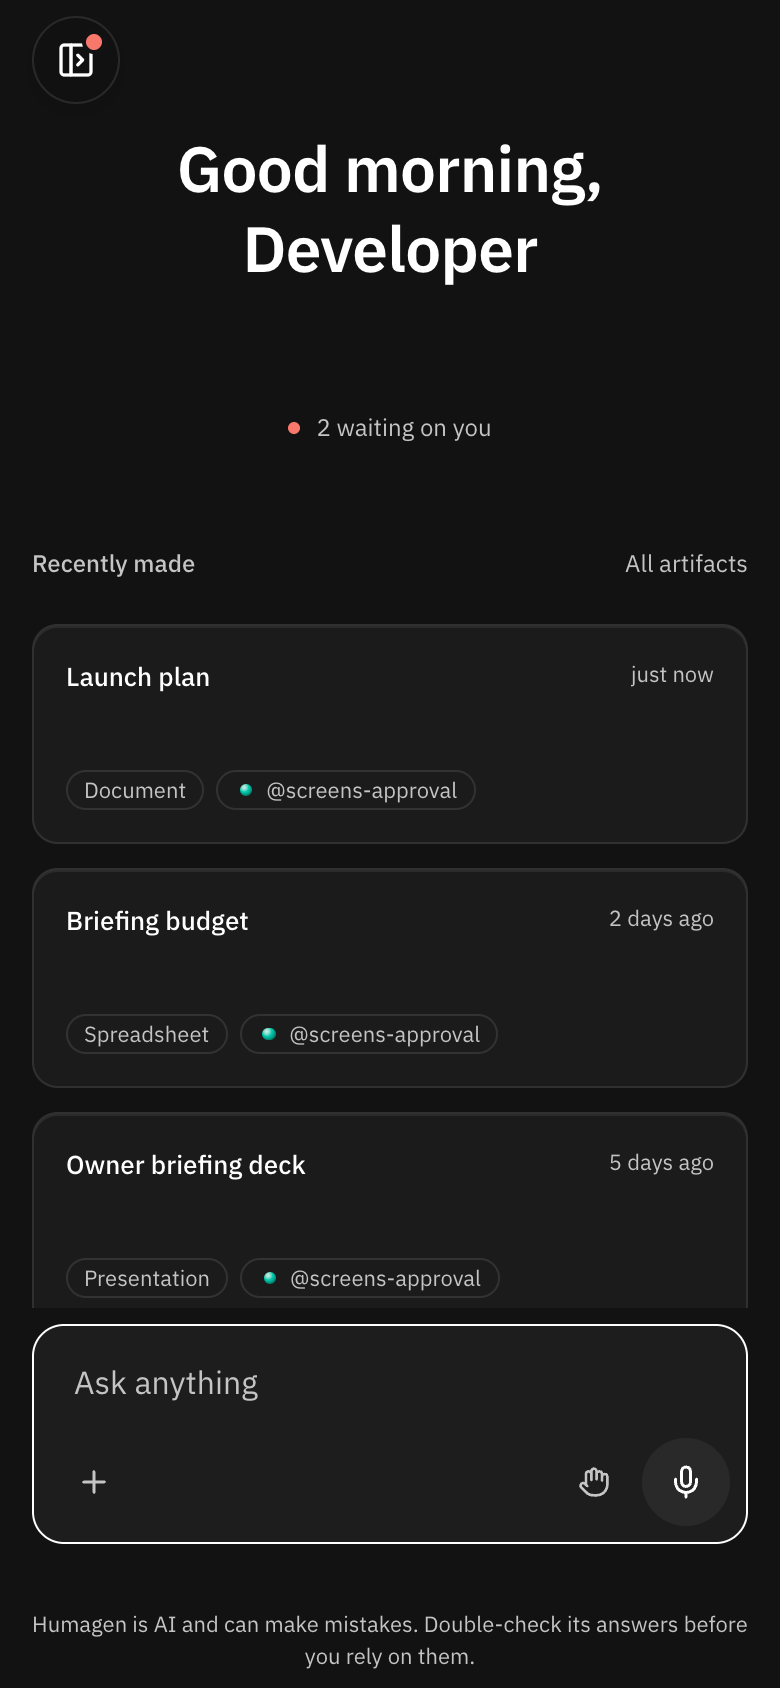 Good morning,
Developer
2 waiting on you
Recently made
All artifacts
Launch plan
just now
Document
@screens-approval
Briefing budget
2 days ago
Spreadsheet
@screens-approval
Owner briefing deck
5 days ago
Presentation
@screens-approval
Ask anything
Humagen is AI and can make mistakes. Double-check its answers before
you rely on them.